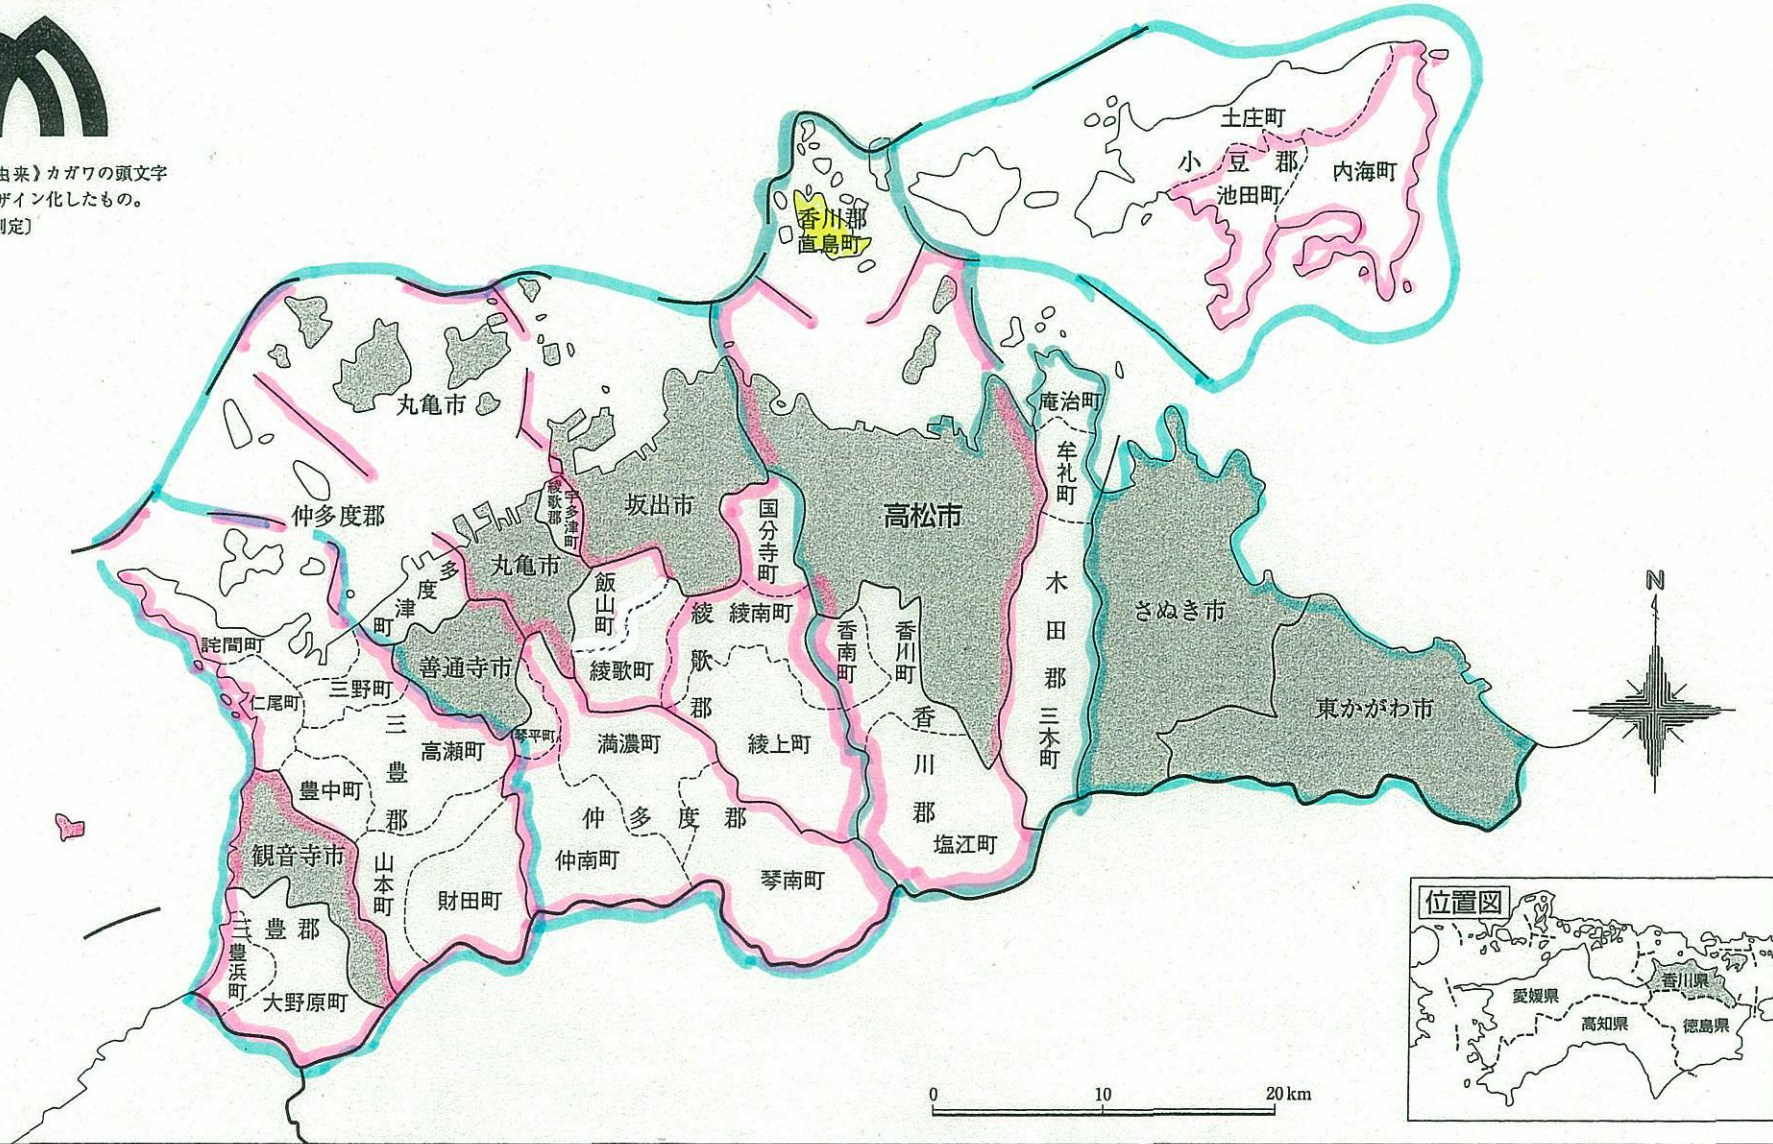 由来》カガワの頭文字
ザイン化したもの。
制定〕
土庄町
小豆郡
内海町
池田町
香川郡
直島町
丸亀市
庵治町
牟礼町
仲多度郡
綾歌郡
宇多津町
坂出市
国分寺町
高松市
多度津町
丸亀市
飯山町
木田郡
さぬき市
綾南町
綾歌郡
香南町
香川町
詫間町
善通寺市
綾歌町
仁尾町
三野町
三木町
東かがわ市
三豊郡
高瀬町
琴平町
満濃町
綾上町
香川郡
豊中町
仲多度郡
塩江町
観音寺市
山本町
仲南町
琴南町
財田町
三豊郡
豊浜町
大野原町
N
位置図
香川県
愛媛県
高知県
徳島県
0
10
20km